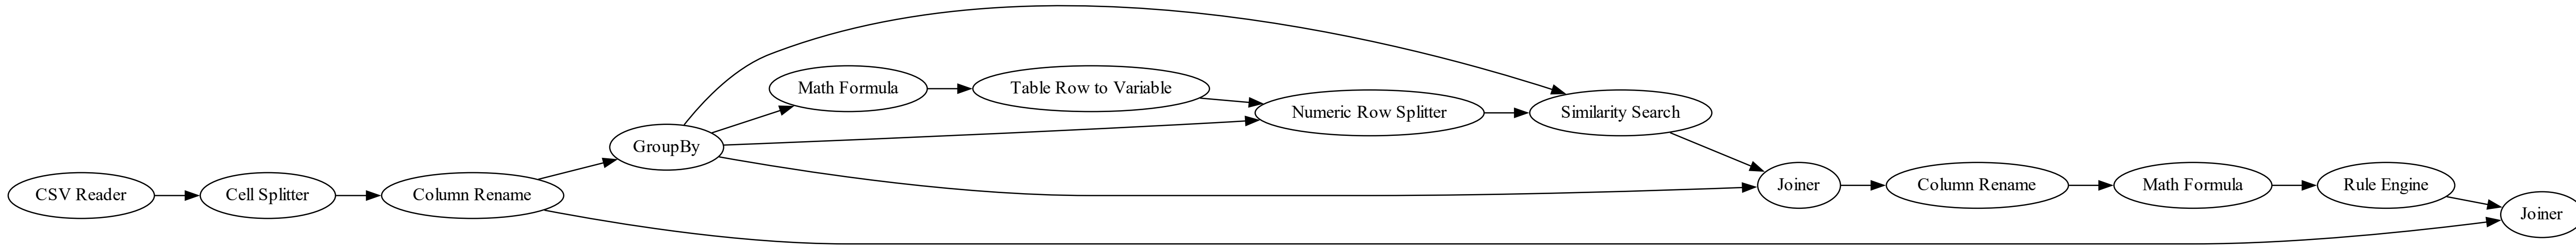 CSV Reader
Cell Splitter
Column Rename
GroupBy
Math Formula
Table Row to Variable
Numeric Row Splitter
Similarity Search
Joiner
Column Rename
Math Formula
Rule Engine
Joiner